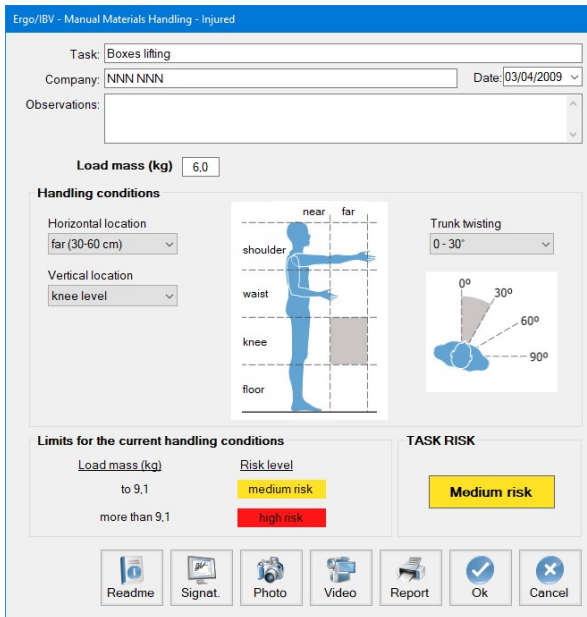 Ergo/IBV - Manual Materials Handling - Injured
Task: Boxes lifting
Company: NNN NNN Date: 03/04/2009
Observations:
Load mass (kg) 6,0
Handling conditions
Horizontal location
far (30-60 cm)
Vertical location
knee level
near far
shoulder
waist
knee
floor
Trunk twisting
0 - 30°
0º
30º
60º
90º
Limits for the current handling conditions
Load mass (kg) Risk level
to 9,1 medium risk
more than 9,1 high risk
TASK RISK
Medium risk
Readme Signat. Photo Video Report Ok Cancel